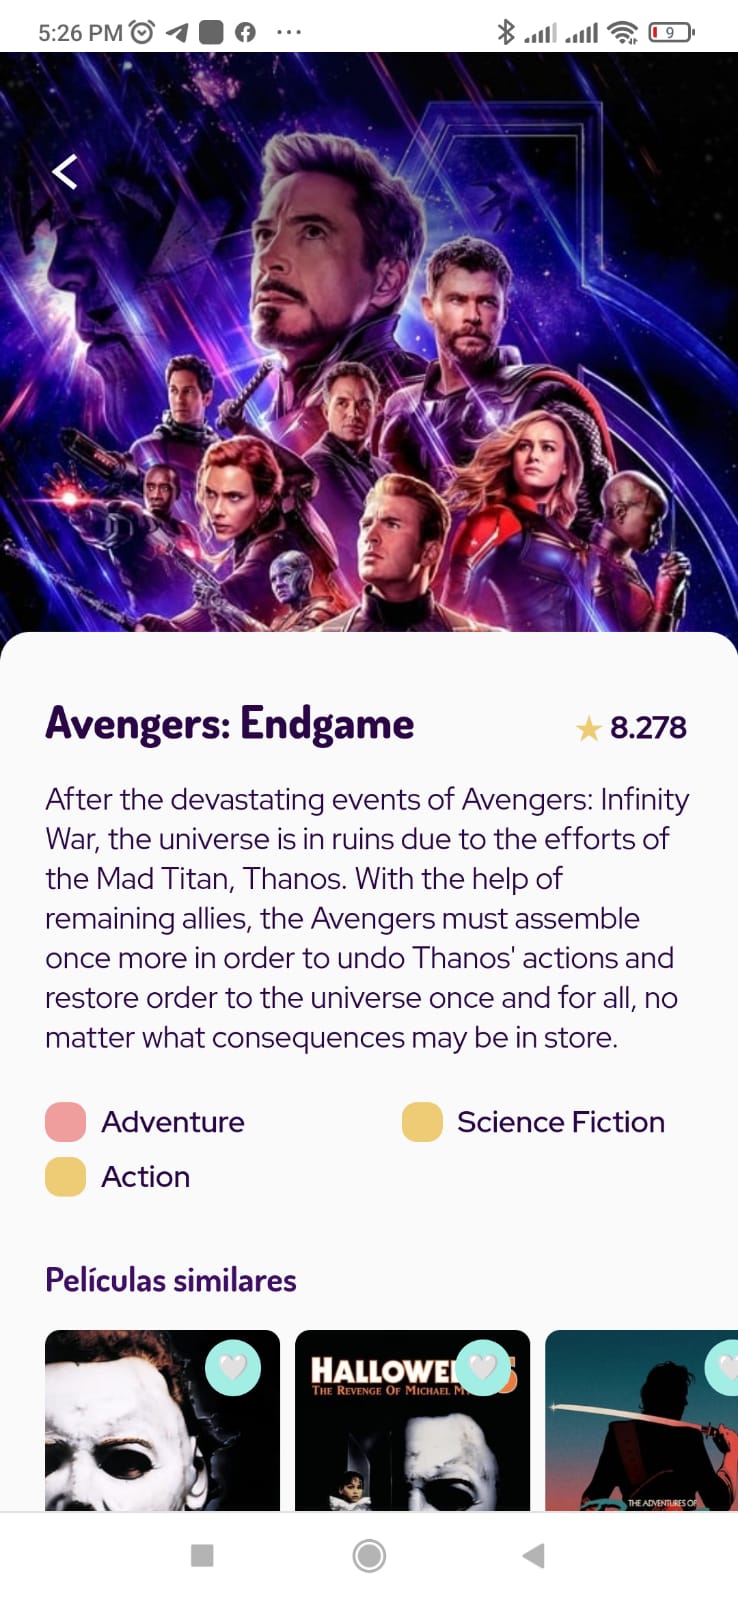 5:26 PM
9
Avengers: Endgame
8.278
After the devastating events of Avengers: Infinity
War, the universe is in ruins due to the efforts of
the Mad Titan, Thanos. With the help of
remaining allies, the Avengers must assemble
once more in order to undo Thanos' actions and
restore order to the universe once and for all, no
matter what consequences may be in store.
Adventure
Science Fiction
Action
Películas similares
THE REVENGE OF MICHAEL
THE ADVENTURES OF